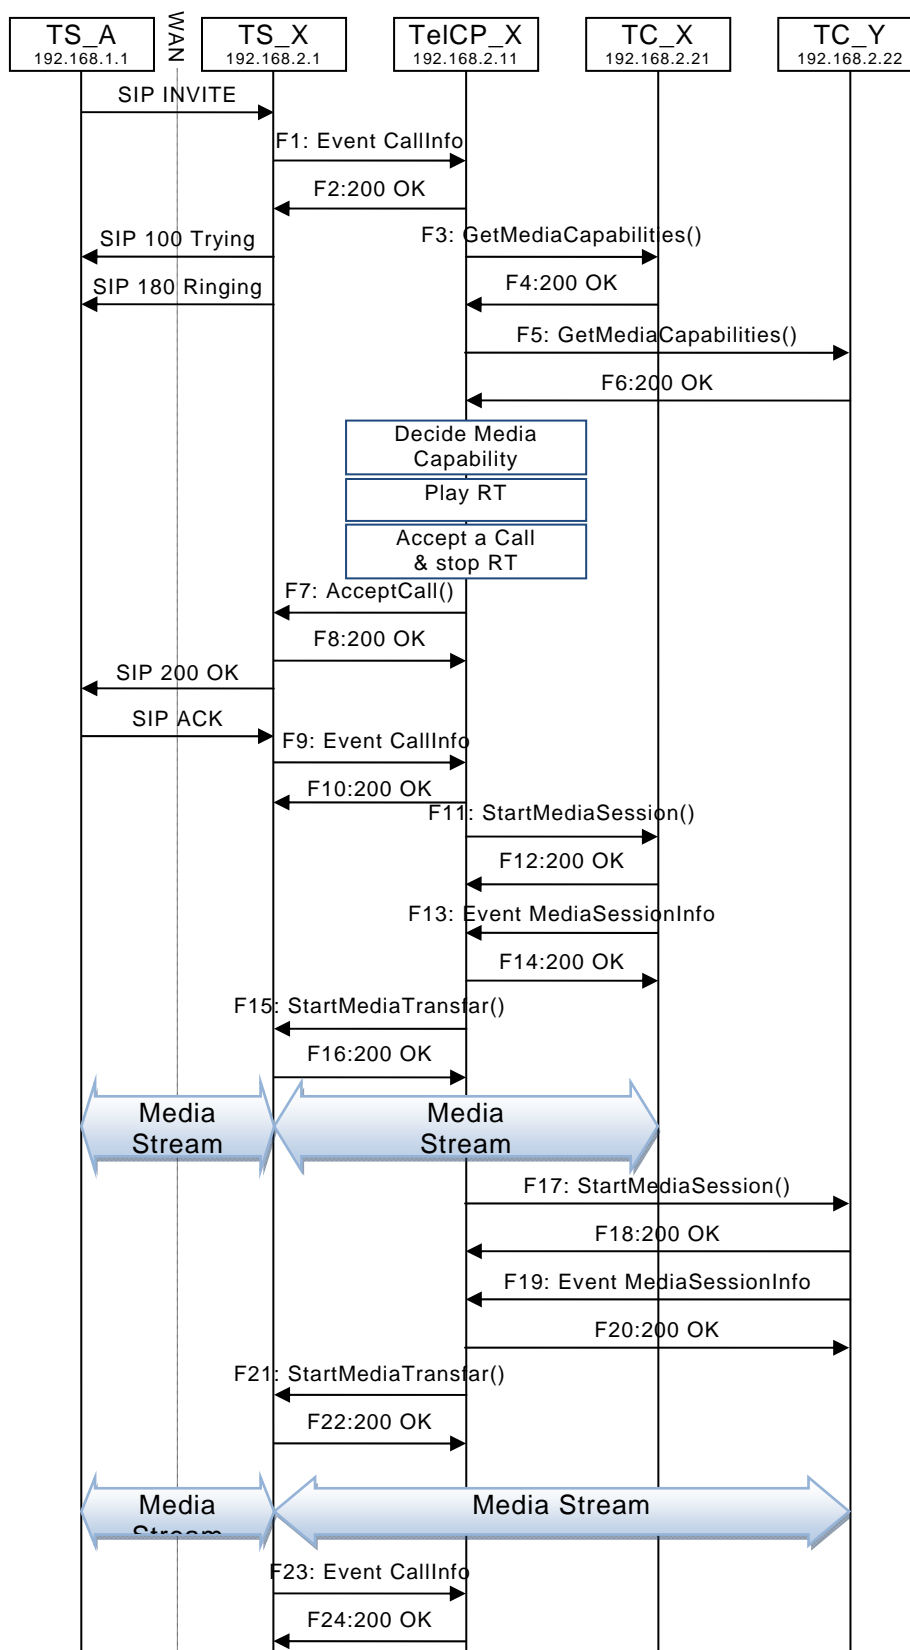 TS_A
192.168.1.1
WAN
TS_X
192.168.2.1
TelCP_X
192.168.2.11
TC_X
192.168.2.21
TC_Y
192.168.2.22
SIP INVITE
F1: Event CallInfo
F2:200 OK
SIP 100 Trying
F3: GetMediaCapabilities()
SIP 180 Ringing
F4:200 OK
F5: GetMediaCapabilities()
F6:200 OK
Decide Media
Capability
Play RT
Accept a Call
& stop RT
F7: AcceptCall()
F8:200 OK
SIP 200 OK
SIP ACK
F9: Event CallInfo
F10:200 OK
F11: StartMediaSession()
F12:200 OK
F13: Event MediaSessionInfo
F14:200 OK
F15: StartMediaTransfar()
F16:200 OK
Media
Stream
Media
Stream
F17: StartMediaSession()
F18:200 OK
F19: Event MediaSessionInfo
F20:200 OK
F21: StartMediaTransfar()
F22:200 OK
Media
Stream
Media Stream
F23: Event CallInfo
F24:200 OK